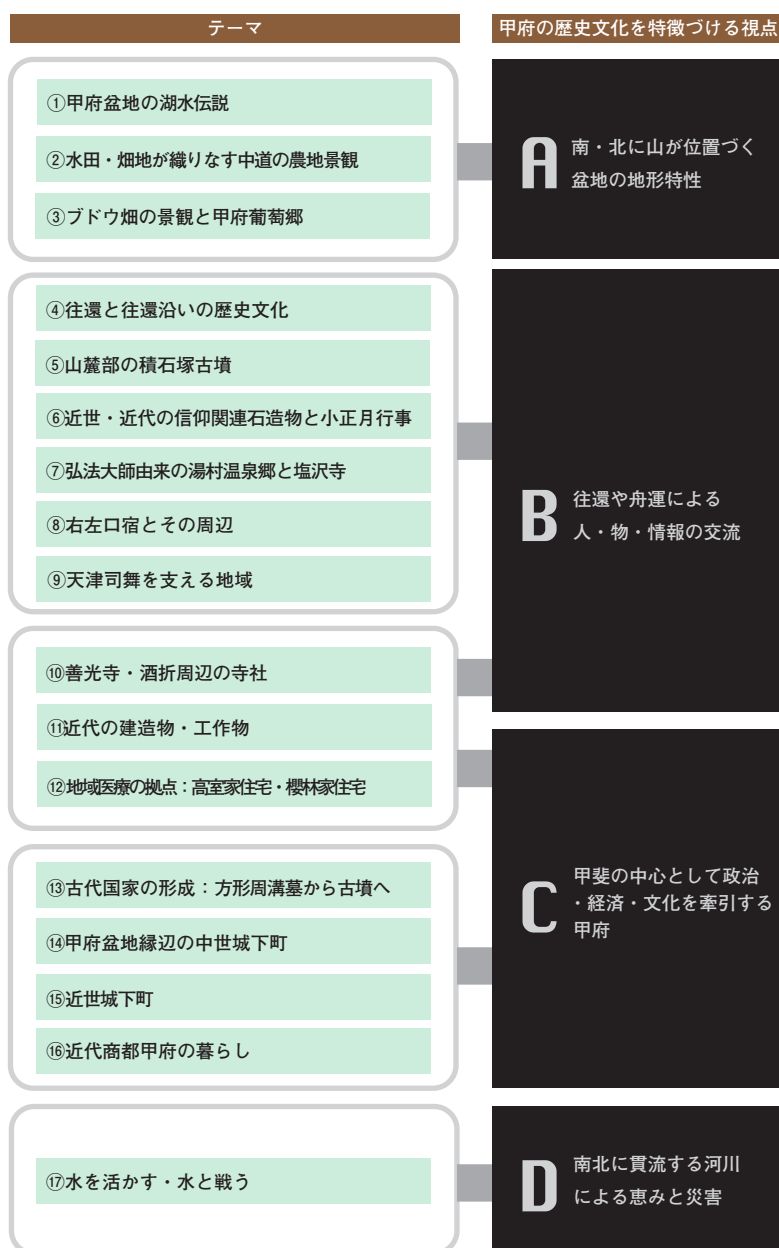 テーマ
甲府の歴史文化を特徴づける視点
①甲府盆地の湖水伝説
②水田・畑地が織りなす中道の農地景観
③ブドウ畑の景観と甲府葡萄郷
A
南・北に山が位置づく
盆地の地形特性
④往還と往還沿いの歴史文化
⑤山麓部の積石塚古墳
⑥近世・近代の信仰関連石造物と小正月行事
⑦弘法大師由来の湯村温泉郷と塩沢寺
⑧右左口宿とその周辺
⑨天津司舞を支える地域
B
往還や舟運による
人・物・情報の交流
⑩善光寺・酒折周辺の寺社
⑪近代の建造物・工作物
⑫地域医療の拠点：高室家住宅・櫻林家住宅
⑬古代国家の形成：方形周溝墓から古墳へ
⑭甲府盆地縁辺の中世城下町
⑮近世城下町
⑯近代商都甲府の暮らし
C
甲斐の中心として政治
・経済・文化を牽引する
甲府
⑰水を活かす・水と戦う
D
南北に貫流する河川
による恵みと災害